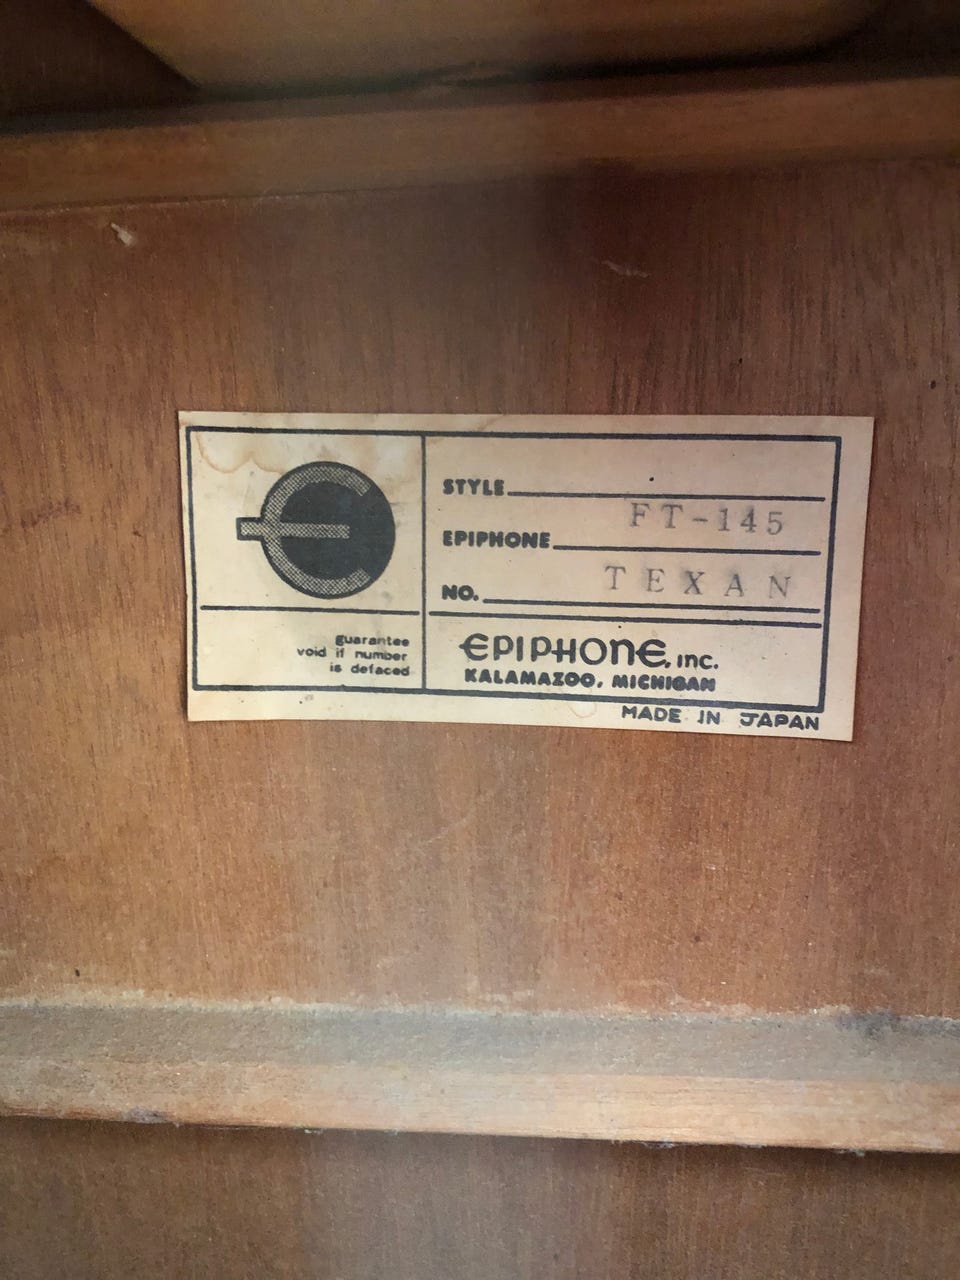 STYLE
FT-145
EPIPHONE
TEXAN
NO.
guarantee
void if number
is defaced
EPIPHONE, INC.
KALAMAZOO, MICHIGAN
MADE IN JAPAN